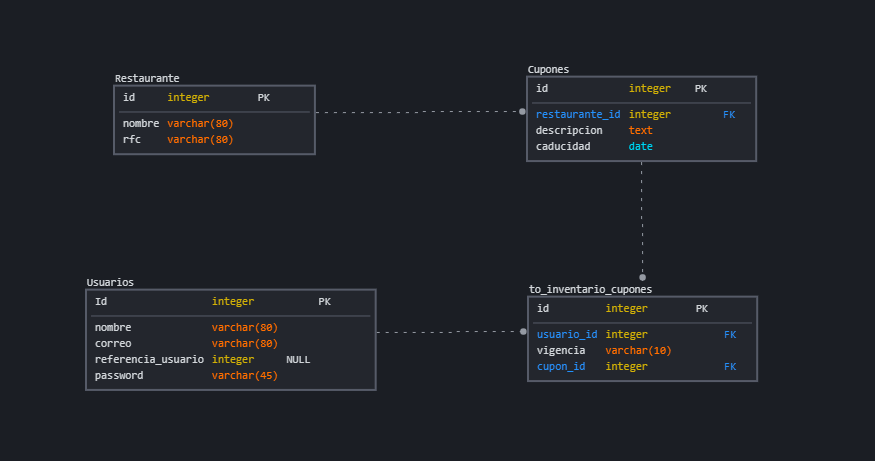 Restaurante
id integer PK
nombre varchar(80)
rfc varchar(80)
Cupones
id integer PK
restaurante_id integer FK
descripcion text
caducidad date
Usuarios
Id integer PK
nombre varchar(80)
correo varchar(80)
referencia_usuario integer NULL
password varchar(45)
to_inventario_cupones
id integer PK
usuario_id integer FK
vigencia varchar(10)
cupon_id integer FK